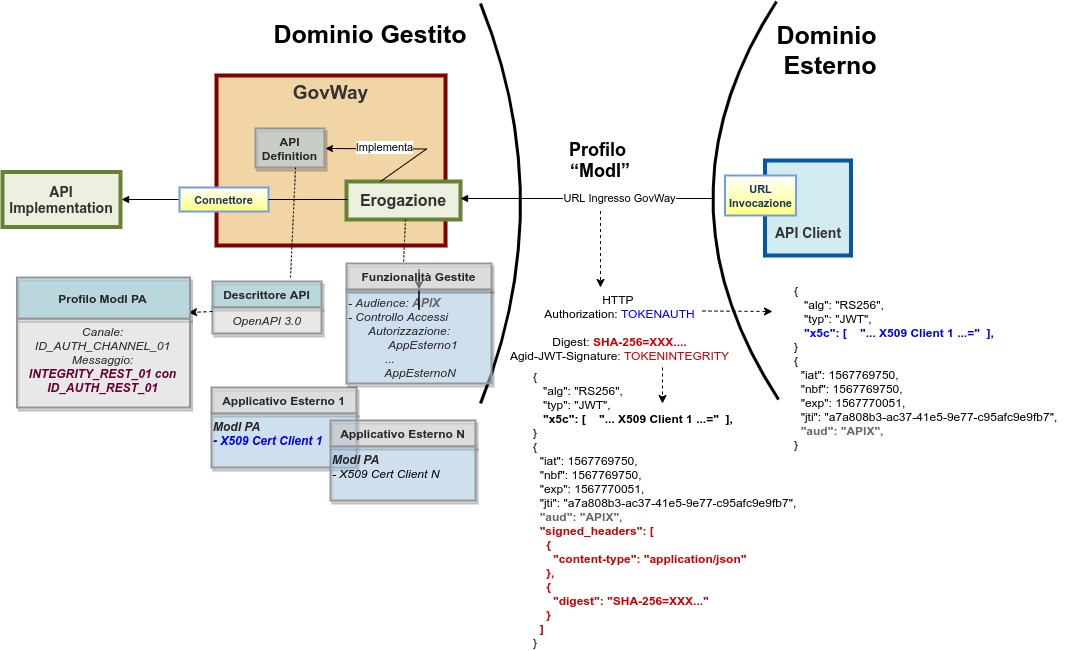 Dominio Gestito
Dominio
Esterno
GovWay
API
Definition
Implementa
API
Implementation
Connettore
Erogazione
Profilo
“ModI”
URL Ingresso GovWay
URL
Invocazione
API Client
Profilo ModI PA
Canale:
ID_AUTH_CHANNEL_01
Messaggio:
INTEGRITY_REST_01 con
ID_AUTH_REST_01
Descrittore API
OpenAPI 3.0
Funzionalità Gestite
- Audience: APIX
- Controllo Accessi
Autorizzazione:
AppEsterno1
...
AppEsternoN
Applicativo Esterno 1
ModI PA
- X509 Cert Client 1
Applicativo Esterno N
ModI PA
- X509 Cert Client N
HTTP
Authorization: TOKENAUTH
Digest: SHA-256=XXX....
Agid-JWT-Signature: TOKENINTEGRITY
{
"alg": "RS256",
"typ": "JWT",
"x5c": [ "... X509 Client 1 ...=" ],
}
{
"iat": 1567769750,
"nbf": 1567769750,
"exp": 1567770051,
"jti": "a7a808b3-ac37-41e5-9e77-c95afc9e9fb7",
"aud": "APIX",
"signed_headers": [
{
"content-type": "application/json"
},
{
"digest": "SHA-256=XXX..."
}
]
}
{
"alg": "RS256",
"typ": "JWT",
"x5c": [ "... X509 Client 1 ...=" ],
}
{
"iat": 1567769750,
"nbf": 1567769750,
"exp": 1567770051,
"jti": "a7a808b3-ac37-41e5-9e77-c95afc9e9fb7",
"aud": "APIX",
}